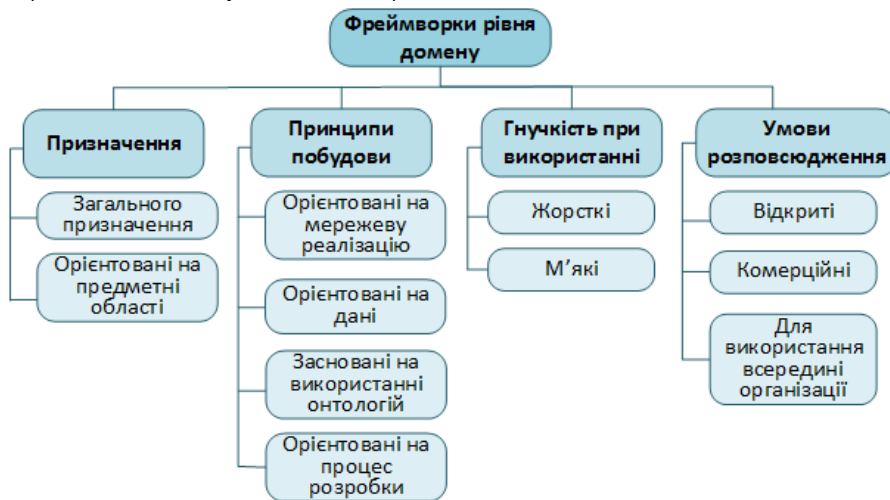 Фреймворки рівня
домену
Призначення
Загального
призначення
Орієнтовані на
предметні
області
Принципи
побудови
Орієнтовані на
мережеву
реалізацію
Орієнтовані на
дані
Засновані на
використанні
онтологій
Орієнтовані на
процес
розробки
Гнучкість при
використанні
Жорсткі
М’які
Умови
розповсюдження
Відкриті
Комерційні
Для
використання
всередині
організації